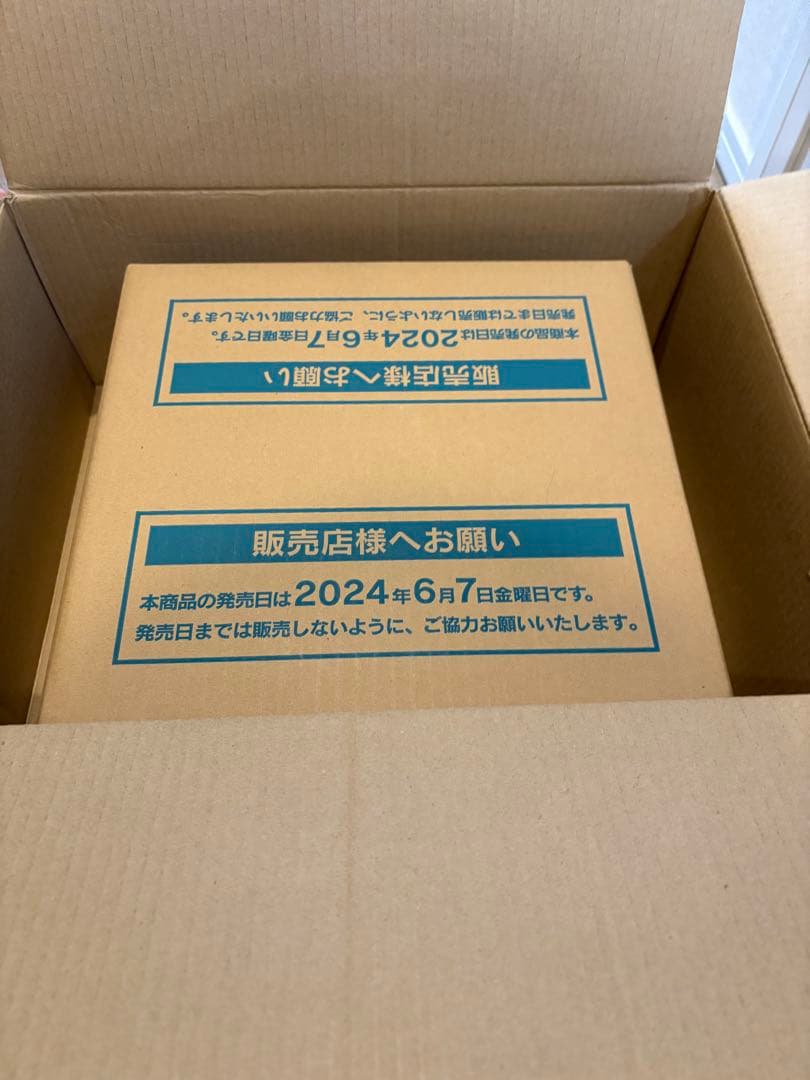 本商品の発売日は2024年6月7日金曜日です。
発売日までは販売しないように、ご協力お願いいたします。
販売店様へお願い
販売店様へお願い
本商品の発売日は2024年6月7日金曜日です。
発売日までは販売しないように、ご協力お願いいたします。